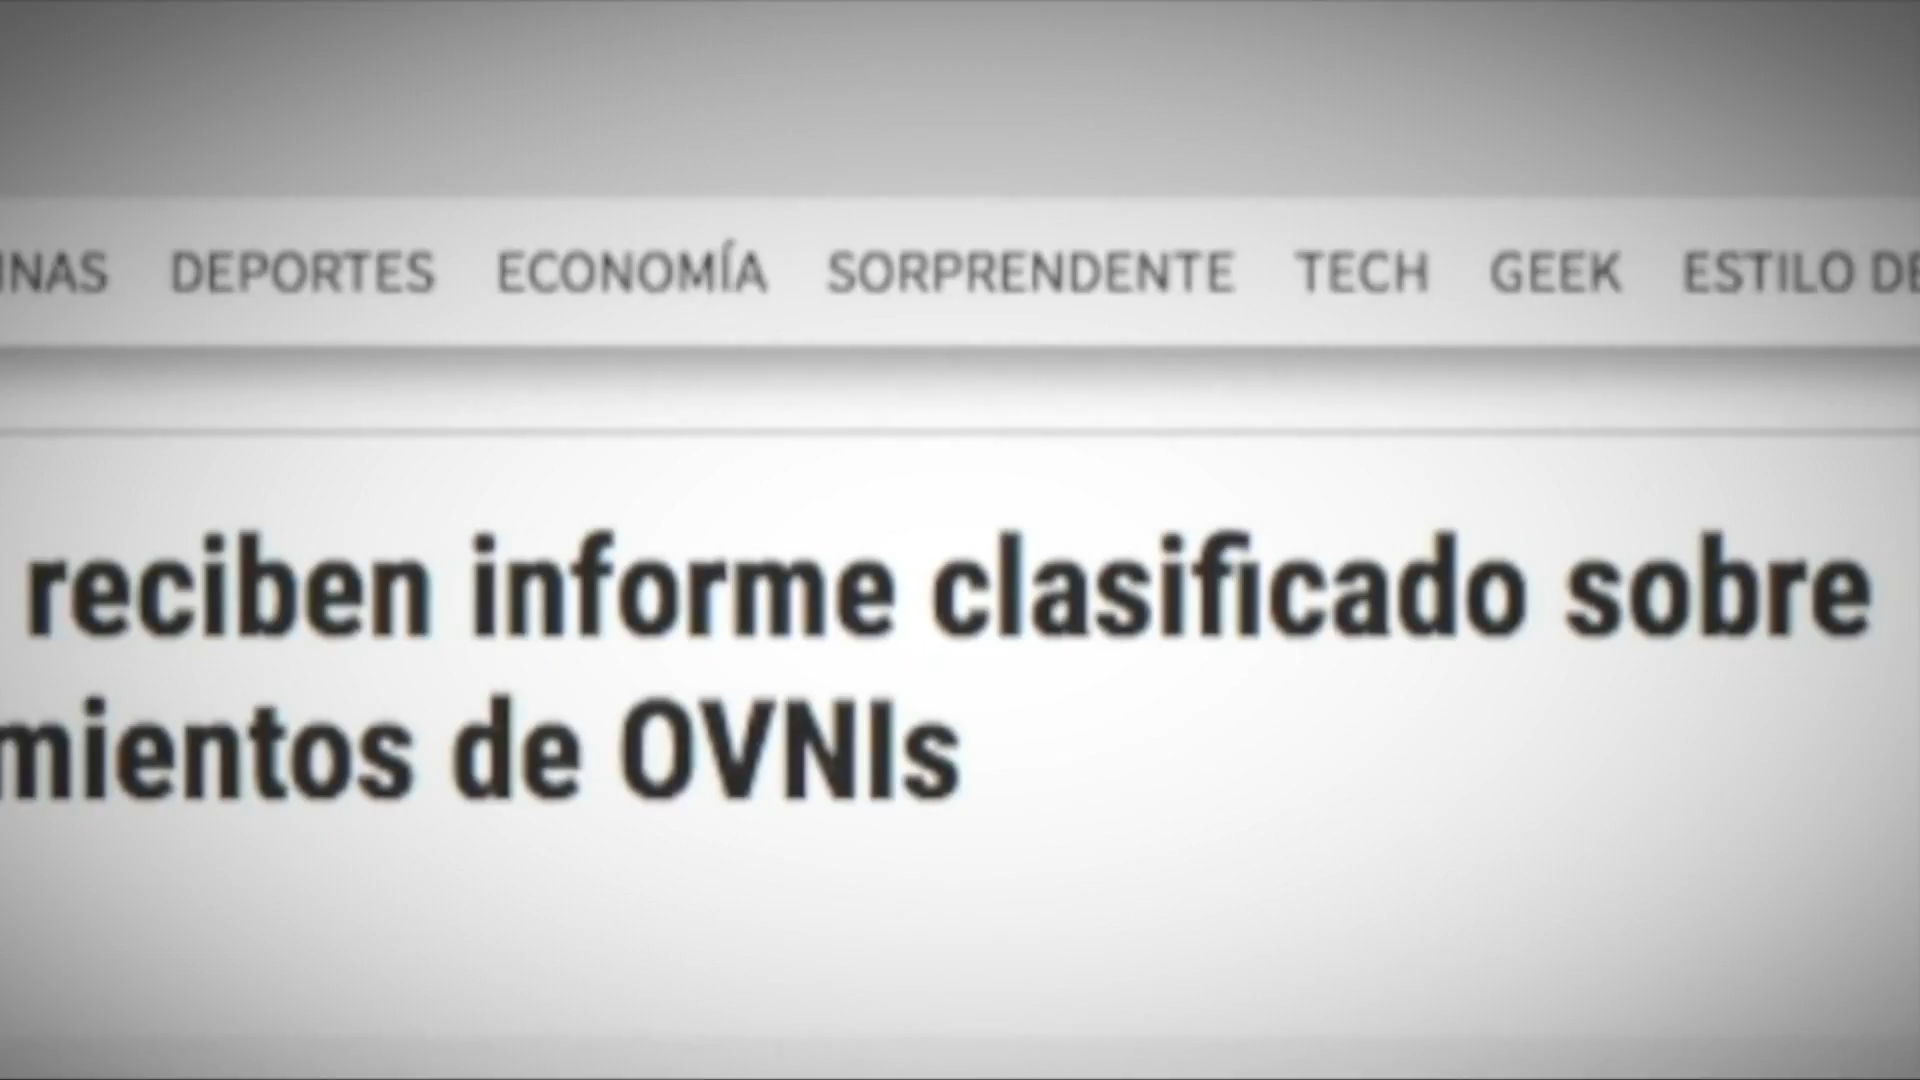 INAS DEPORTES ECONOMÍA SORPRENDENTE TECH GEEK ESTILO DE
reciben informe clasificado sobre
mientos de OVNIs